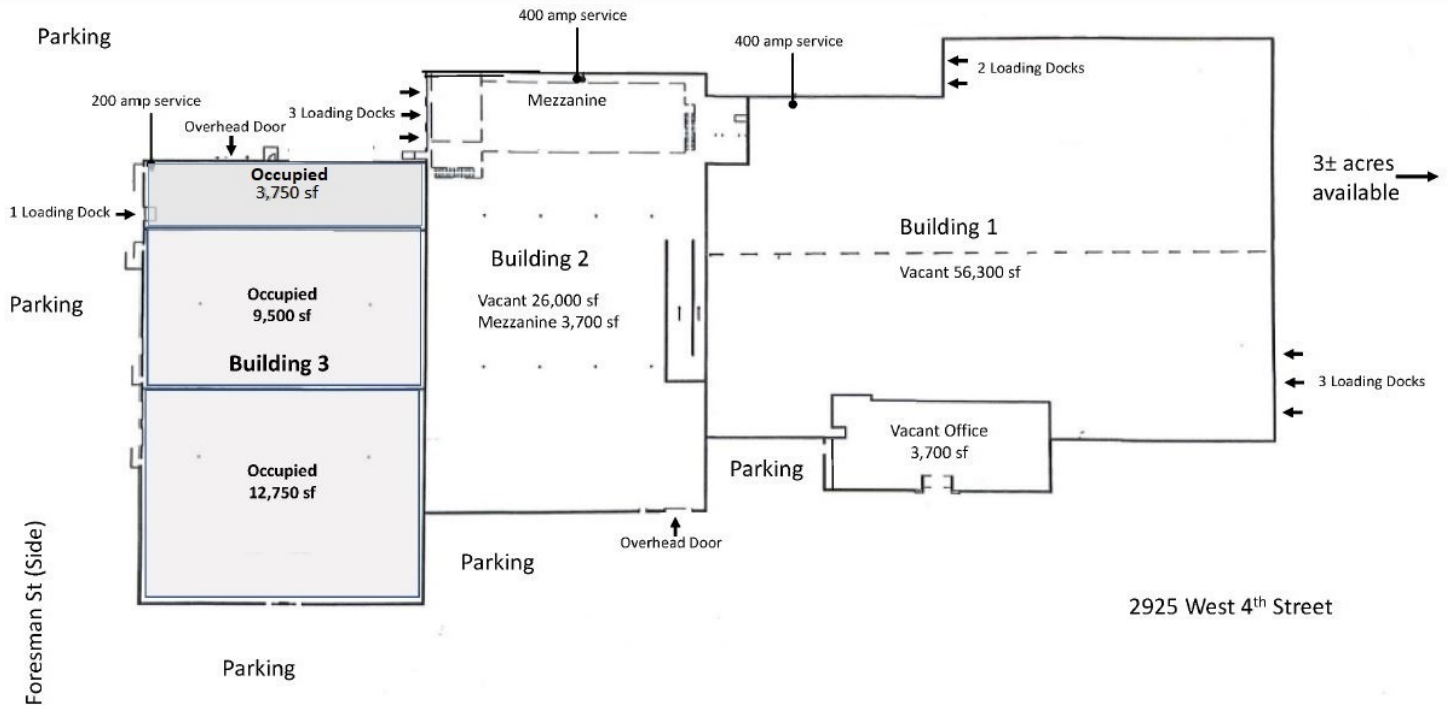 400 amp service
Parking
400 amp service
2 Loading Docks
200 amp service
Mezzanine
3 Loading Docks
Overhead Door
Occupied
3,750 sf
3± acres
available
1 Loading Dock
Building 1
Building 2
Vacant 56,300 sf
Occupied
9,500 sf
Vacant 26,000 sf
Mezzanine 3,700 sf
Parking
Building 3
3 Loading Docks
Vacant Office
3,700 sf
Occupied
12,750 sf
Parking
Overhead Door
Parking
Foresman St (Side)
2925 West 4th Street
Parking